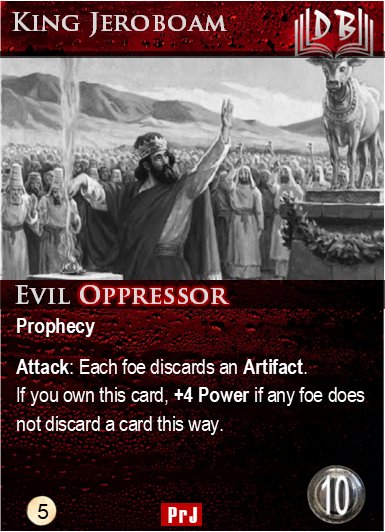 King Jeroboam
DB
Evil Oppressor
Prophecy
Attack: Each foe discards an Artifact.
If you own this card, +4 Power if any foe does
not discard a card this way.
5
PrJ
10